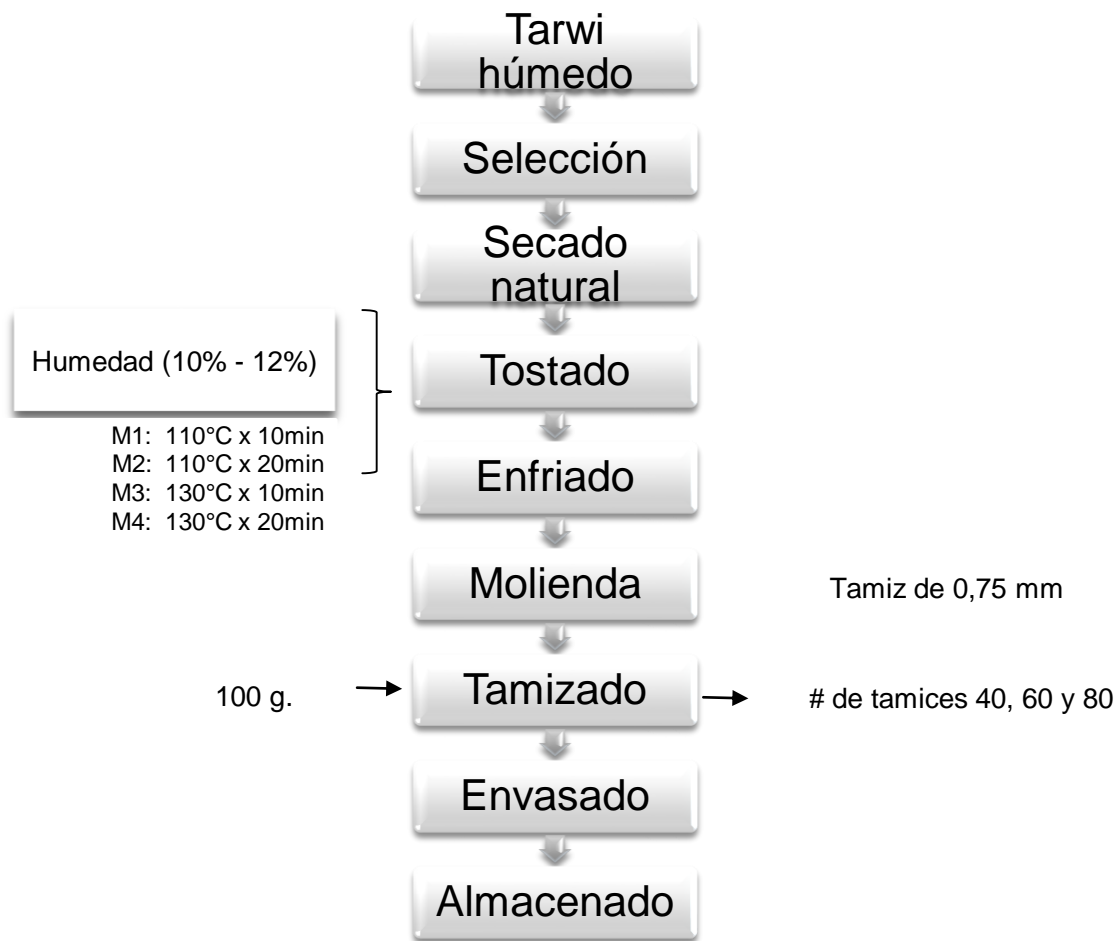 Tarwi
húmedo
Selección
Secado
natural
Humedad (10% - 12%)
Tostado
M1: 110°C x 10min
M2: 110°C x 20min
M3: 130°C x 10min
M4: 130°C x 20min
Enfriado
Molienda
Tamiz de 0,75 mm
100 g.
Tamizado
# de tamices 40, 60 y 80
Envasado
Almacenado